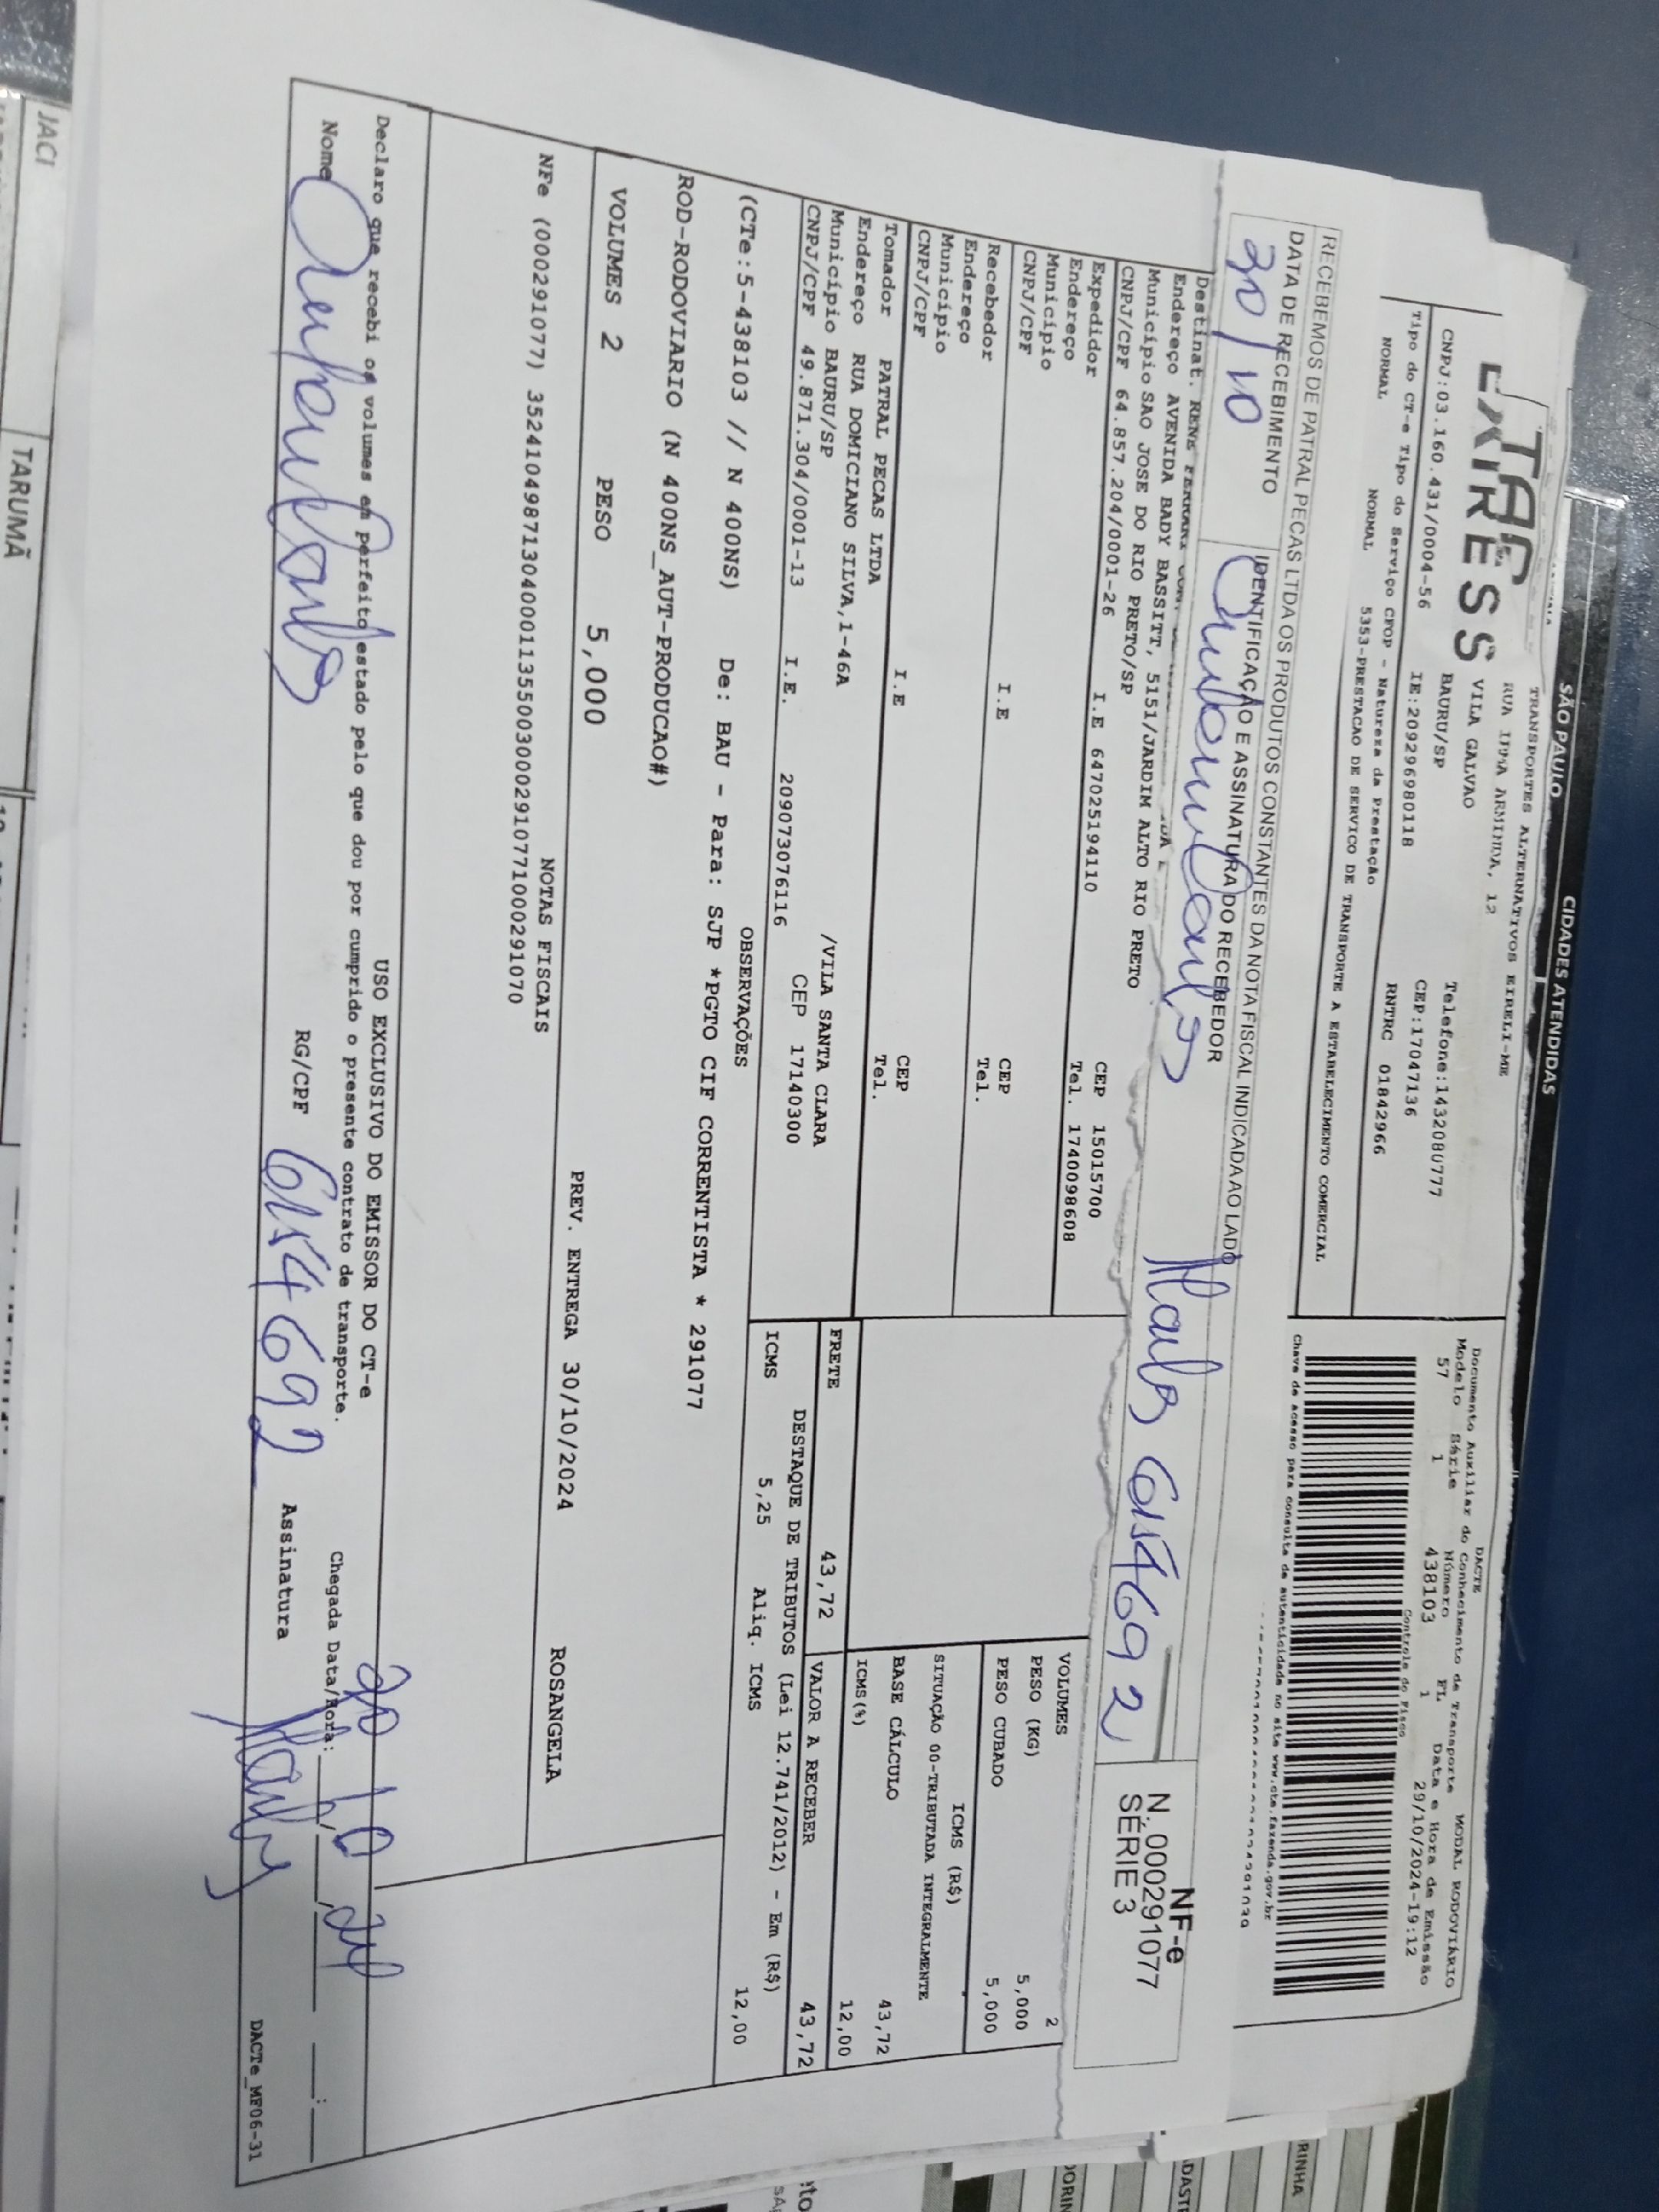 SÃO PAULO CIDADES ATENDIDAS
TAE
EXPRESS
TRANSPORTES ALTERNATIVOS EIRELI-ME
RUA IRMA ARMINDA, 12
VILA GALVAO
BAURU/SP
Telefone:1432080777
CEP:17047136
CNPJ:03.160.431/0004-56 IE:209296980118 RNTRC 01842966
Tipo do CT-e Tipo do Serviço CFOP - Natureza da Prestação
NORMAL NORMAL 5353-PRESTACAO DE SERVICO DE TRANSPORTE A ESTABELECIMENTO COMERCIAL
DACTE MODAL RODOVIÁRIO
Documento Auxiliar do Conhecimento de Transporte
Modelo Série Número FL Data e Hora de Emissão
57 1 438103 1 29/10/2024-19:12
Controle do Fisco
Chave de acesso para consulta de autenticidade no site www.cte.fazenda.gov.br
RECEBEMOS DE PATRAL PECAS LTDA OS PRODUTOS CONSTANTES DA NOTA FISCAL INDICADA AO LADO
DATA DE RECEBIMENTO IDENTIFICAÇÃO E ASSINATURA DO RECEBEDOR
30/10 6154692
NF-e
N. 000291077
SÉRIE 3
Destinat.
Endereço AVENIDA BADY BASSITT, 5151/JARDIM ALTO RIO PRETO
Município SAO JOSE DO RIO PRETO/SP CEP 15015700
CNPJ/CPF 64.857.204/0001-26 I.E 647025194110 Tel. 1740098608
Expedidor
Endereço
Município CEP
CNPJ/CPF I.E Tel.
Recebedor
Endereço
Município CEP
CNPJ/CPF I.E Tel.
Tomador PATRAL PECAS LTDA
Endereço RUA DOMICIANO SILVA,1-46A /VILA SANTA CLARA
Município BAURU/SP CEP 17140300
CNPJ/CPF 49.871.304/0001-13 I.E. 209073076116
VOLUMES 2
PESO (KG) 5,000
PESO CUBADO 5,000
ICMS (R$)
SITUAÇÃO 00-TRIBUTADA INTEGRALMENTE
BASE CÁLCULO 43,72
ICMS(%) 12,00
FRETE 43,72 VALOR A RECEBER 43,72
DESTAQUE DE TRIBUTOS (Lei 12.741/2012) - Em (R$)
ICMS 5,25 Aliq. ICMS 12,00
OBSERVAÇÕES
(CTe:5-438103 // N 400NS) De: BAU - Para: SJP *PGTO CIF CORRENTISTA * 291077
ROD-RODOVIARIO (N 400NS_AUT-PRODUCAO#)
VOLUMES 2 PESO 5,000 PREV. ENTREGA 30/10/2024 ROSANGELA
NOTAS FISCAIS
NFe (000291077) 35241049871304000113550030002910771000291070
USO EXCLUSIVO DO EMISSOR DO CT-e
Declaro que recebi os volumes em perfeito estado pelo que dou por cumprido o presente contrato de transporte.
Chegada Data/Hora: 30 10 24
Nome RG/CPF 6154692 Assinatura
DACTe_MF06-31
JACI
TARUMÃ